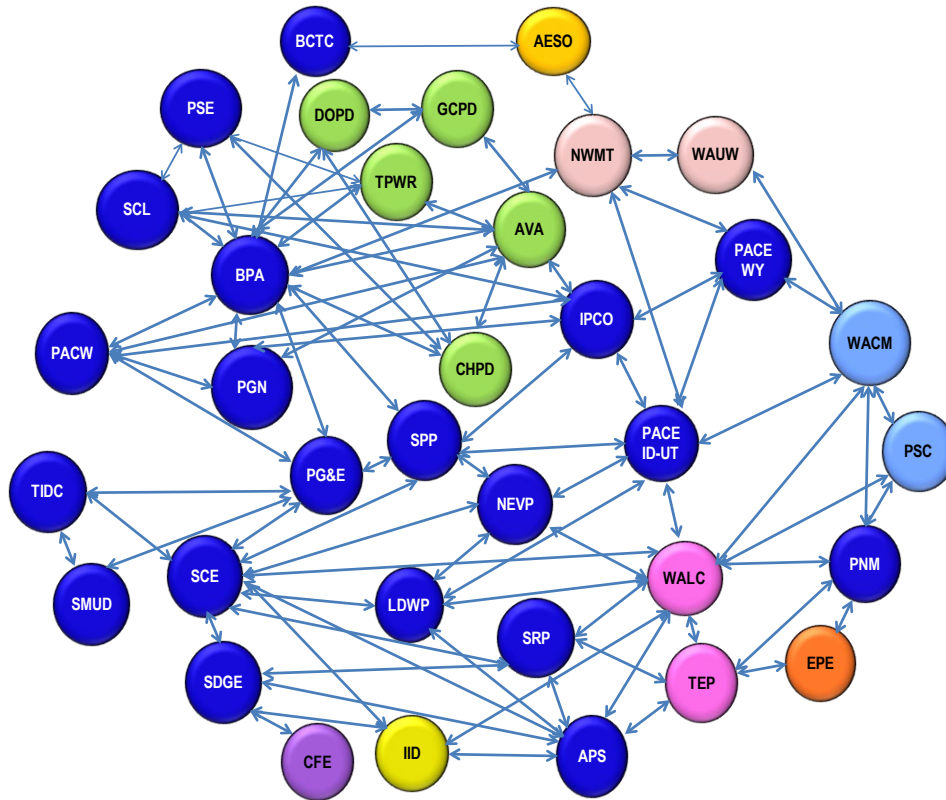 BCTC
AESO
PSE
DOPD
GCPD
NWMT
WAUW
TPWR
SCL
AVA
BPA
PACE
WY
IPCO
PACW
WACM
PGN
CHPD
SPP
PACE
ID-UT
PSC
PG&E
TIDC
NEVP
SCE
WALC
PNM
SMUD
LDWP
SRP
EPE
SDGE
TEP
CFE
IID
APS